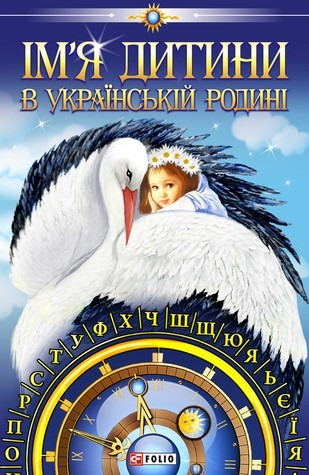 ІМ'Я ДИТИНИ
В УКРАЇНСЬКІЙ РОДИНІ
О П Р С Т У Ф Х Ч Ш Щ Ю Я Ь Є Ї
FOLIO